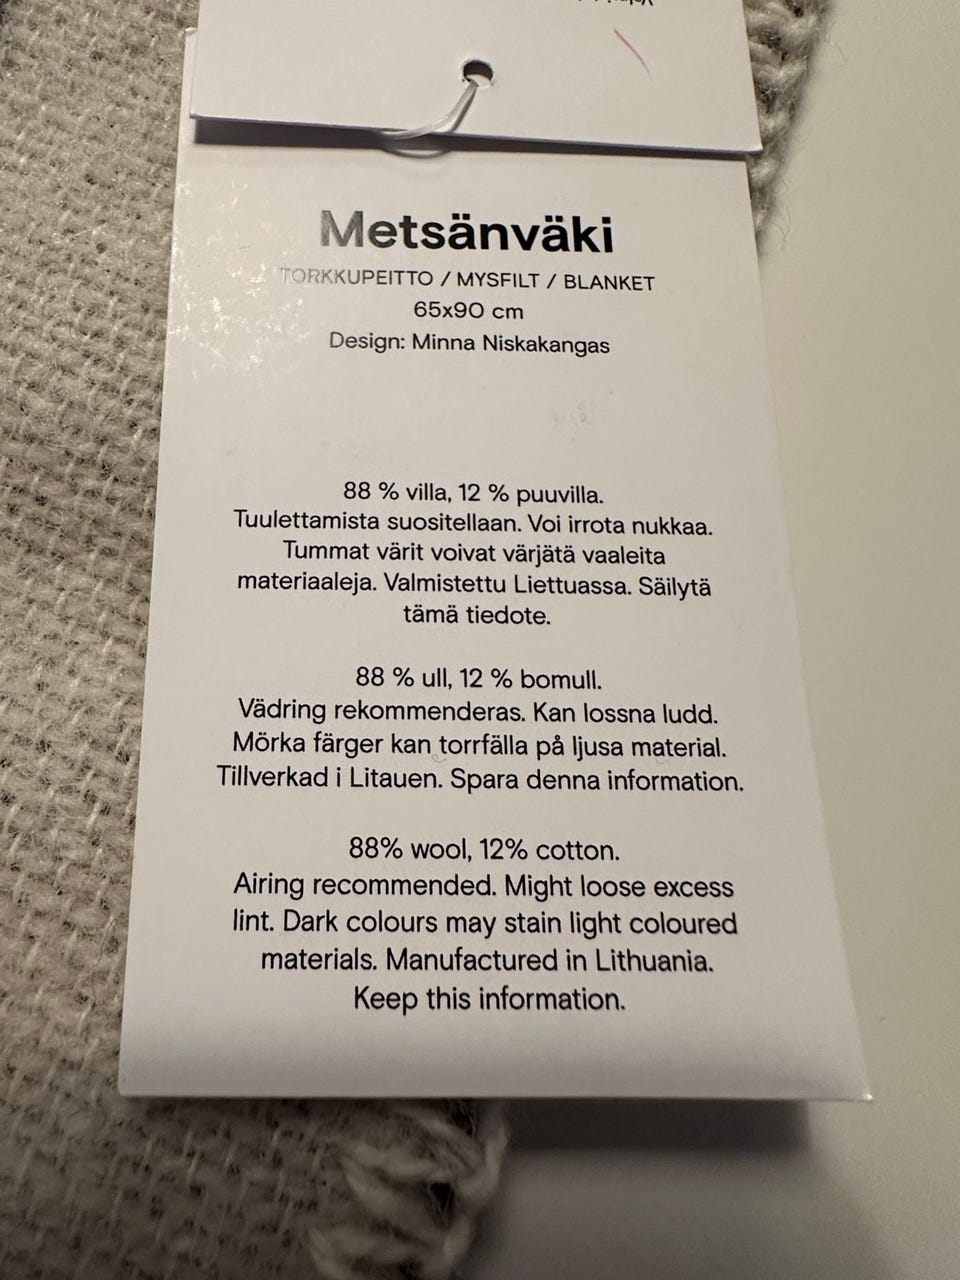 Metsänväki
TORKKUPEITTO / MYSFILT / BLANKET
65x90 cm
Design: Minna Niskakangas
88 % villa, 12 % puuvilla.
Tuulettamista suositellaan. Voi irrota nukkaa.
Tummat värit voivat värjätä vaaleita
materiaaleja. Valmistettu Liettuassa. Säilytä
tämä tiedote.
88 % ull, 12 % bomull.
Vädring rekommenderas. Kan lossna ludd.
Mörka färger kan torrfälla på ljusa material.
Tillverkad i Litauen. Spara denna information.
88% wool, 12% cotton.
Airing recommended. Might loose excess
lint. Dark colours may stain light coloured
materials. Manufactured in Lithuania.
Keep this information.